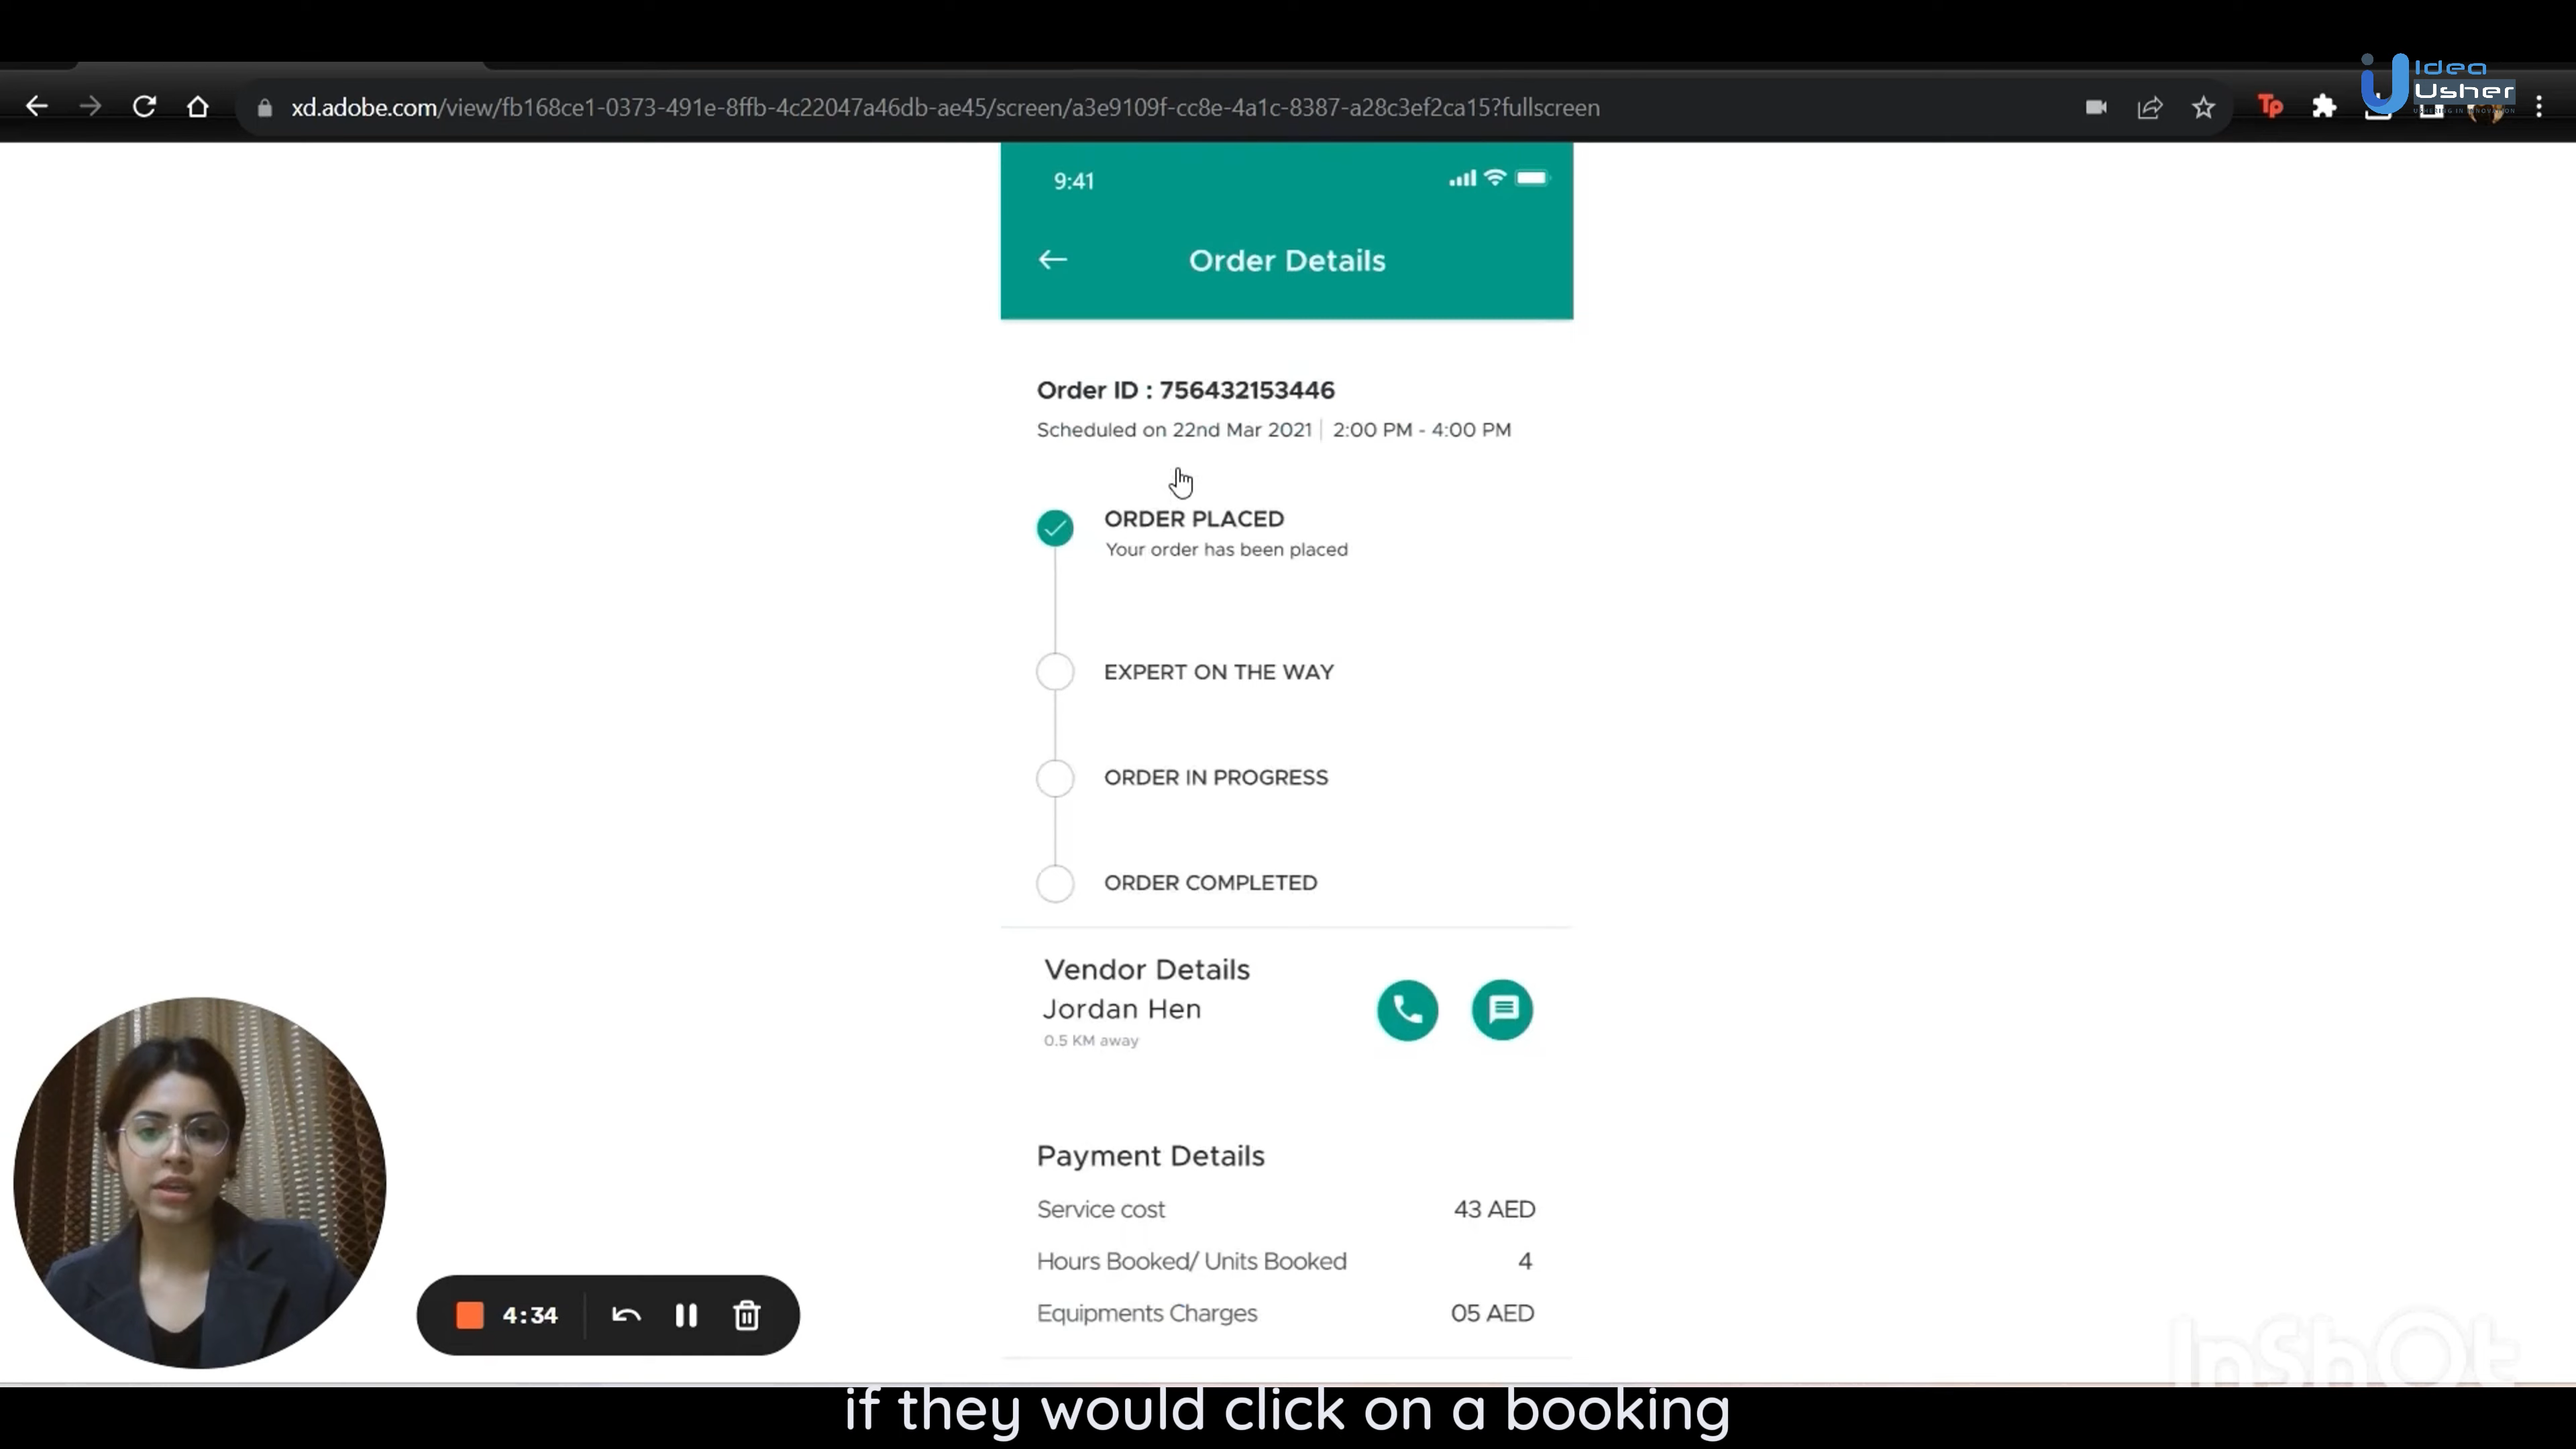 Idea
Usher
xd.adobe.com/view/fb168ce1-0373-491e-8ffb-4c22047a46db-ae45/screen/a3e9109f-cc8e-4a1c-8387-a28c3ef2ca15?fullscreen
Tp
9:41
Order Details
Order ID : 756432153446
Scheduled on 22nd Mar 2021 | 2:00 PM - 4:00 PM
ORDER PLACED
Your order has been placed
EXPERT ON THE WAY
ORDER IN PROGRESS
ORDER COMPLETED
Vendor Details
Jordan Hen
0.5 KM away
Payment Details
Service cost 43 AED
Hours Booked/ Units Booked 4
Equipments Charges 05 AED
4:34
InShOt
if they would click on a booking